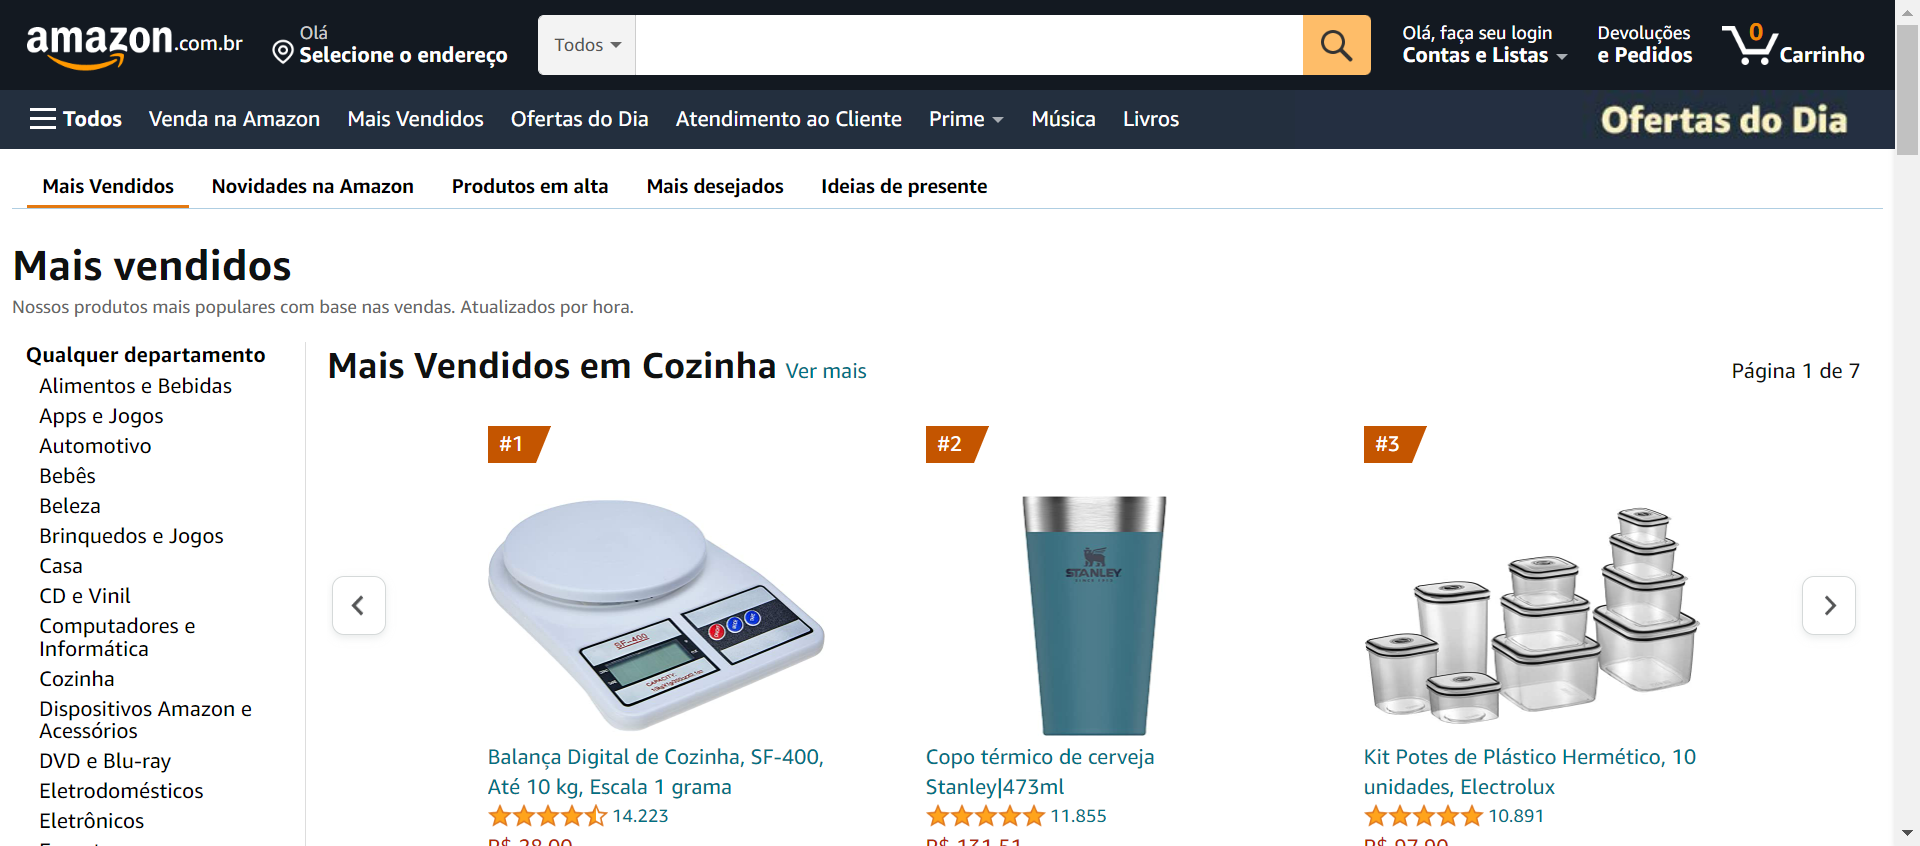 amazon.com.br
Olá
Selecione o endereço
Todos
Olá, faça seu login
Contas e Listas
Devoluções
e Pedidos
0
Carrinho
Todos
Venda na Amazon
Mais Vendidos
Ofertas do Dia
Atendimento ao Cliente
Prime
Música
Livros
Ofertas do Dia
Mais Vendidos
Novidades na Amazon
Produtos em alta
Mais desejados
Ideias de presente
Mais vendidos
Nossos produtos mais populares com base nas vendas. Atualizados por hora.
Qualquer departamento
Alimentos e Bebidas
Apps e Jogos
Automotivo
Bebês
Beleza
Brinquedos e Jogos
Casa
CD e Vinil
Computadores e
Informática
Cozinha
Dispositivos Amazon e
Acessórios
DVD e Blu-ray
Eletrodomésticos
Eletrônicos
Mais Vendidos em Cozinha Ver mais
Página 1 de 7
#1
SF-400
CAPACITY:
Balança Digital de Cozinha, SF-400,
Até 10 kg, Escala 1 grama
14.223
#2
STANLEY
Copo térmico de cerveja
Stanley|473ml
11.855
#3
Kit Potes de Plástico Hermético, 10
unidades, Electrolux
10.891